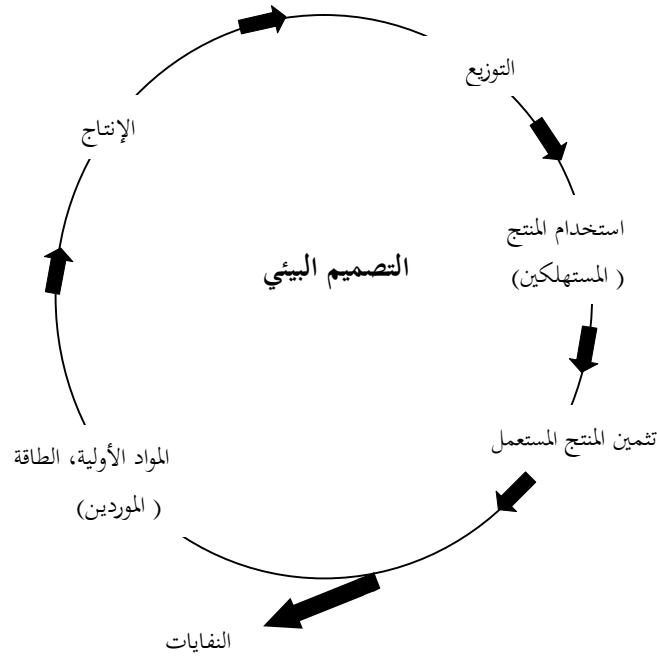 التوزيع
الإنتاج
استخدام المنتج
( المستهلكين)
التصميم البيئي
تثمين المنتج المستعمل
المواد الأولية، الطاقة
( الموردين)
النفايات